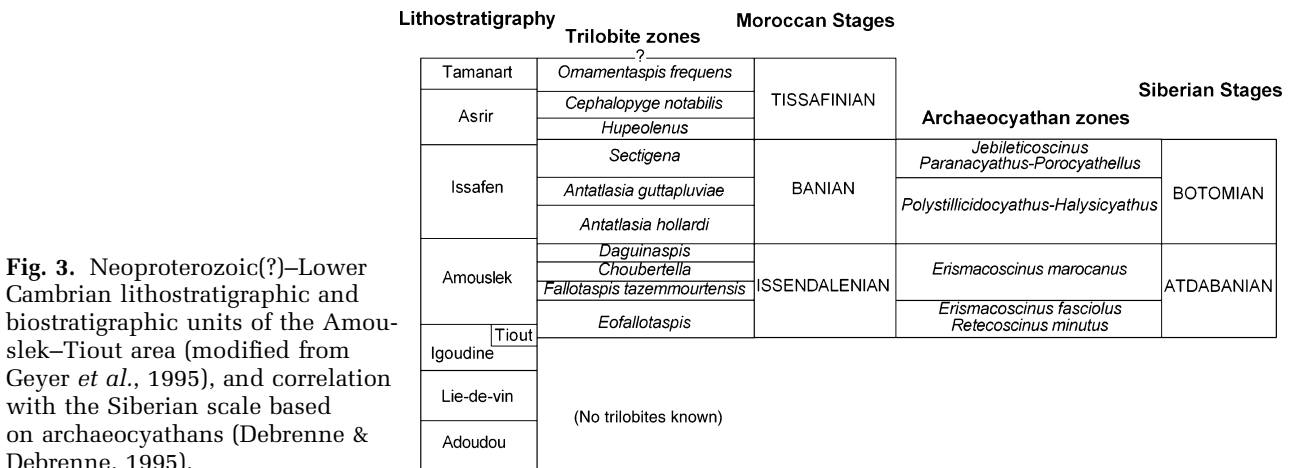 Lithostratigraphy
Trilobite zones
Moroccan Stages
Siberian Stages
Archaeocyathan zones
?
Tamanart
Asrir
Issafen
Amouslek
Tiout
Igoudine
Lie-de-vin
Adoudou
Ornamentaspis frequens
Cephalopyge notabilis
Hupeolenus
Sectigena
Antatlasia guttapluviae
Antatlasia hollardi
Daguinaspis
Choubertella
Fallotaspis tazemmourtensis
Eofallotaspis
(No trilobites known)
TISSAFINIAN
BANIAN
ISSENDALENIAN
Jebileticoscinus
Paranacyathus-Porocyathellus
Polystillicidocyathus-Halysicyathus
Erismacoscinus marocanus
Erismacoscinus fasciolus
Retecoscinus minutus
BOTOMIAN
ATDABANIAN
Fig. 3. Neoproterozoic(?)–Lower
Cambrian lithostratigraphic and
biostratigraphic units of the Amou-
slek–Tiout area (modified from
Geyer et al., 1995), and correlation
with the Siberian scale based
on archaeocyathans (Debrenne &
Debrenne, 1995).